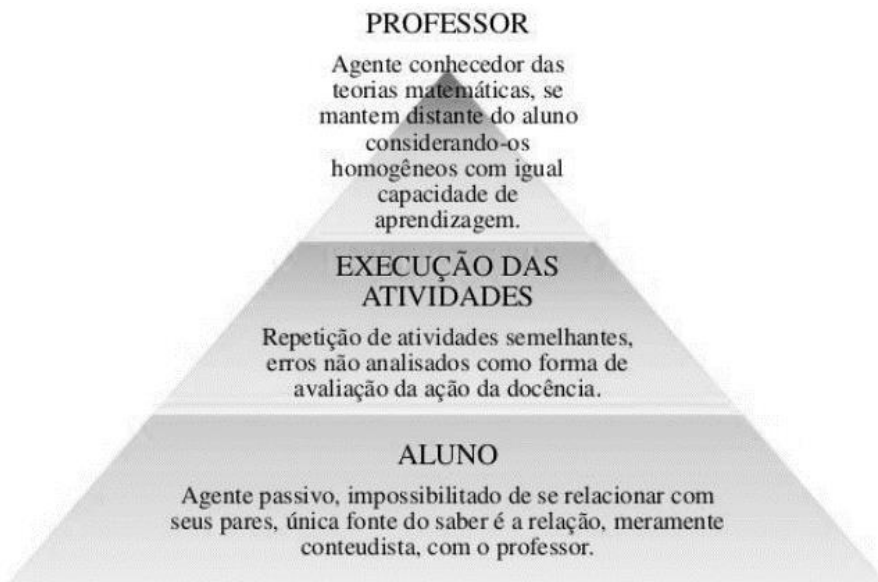 PROFESSOR
Agente conhecedor das
teorias matemáticas, se
mantem distante do aluno
considerando-os
homogêneos com igual
capacidade de
aprendizagem.
EXECUÇÃO DAS
ATIVIDADES
Repetição de atividades semelhantes,
erros não analisados como forma de
avaliação da ação da docência.
ALUNO
Agente passivo, impossibilitado de se relacionar com
seus pares, única fonte do saber é a relação, meramente
conteudista, com o professor.